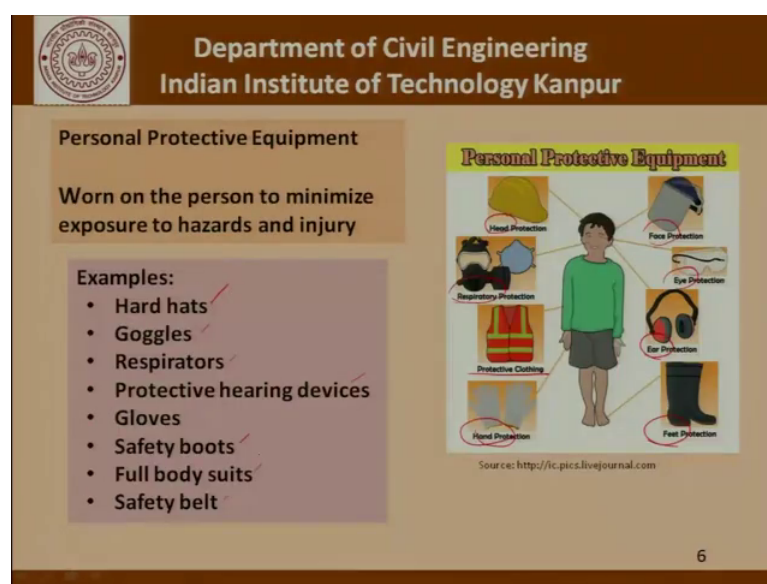 Department of Civil Engineering
Indian Institute of Technology Kanpur
Personal Protective Equipment
Worn on the person to minimize
exposure to hazards and injury
Examples:
• Hard hats
• Goggles
• Respirators
• Protective hearing devices
• Gloves
• Safety boots
• Full body suits
• Safety belt
Personal Protective Equipment
Head Protection
Face Protection
Respiratory Protection
Eye Protection
Ear Protection
Protective Clothing
Hand Protection
Feet Protection
Source: http://ic.pics.livejournal.com
6